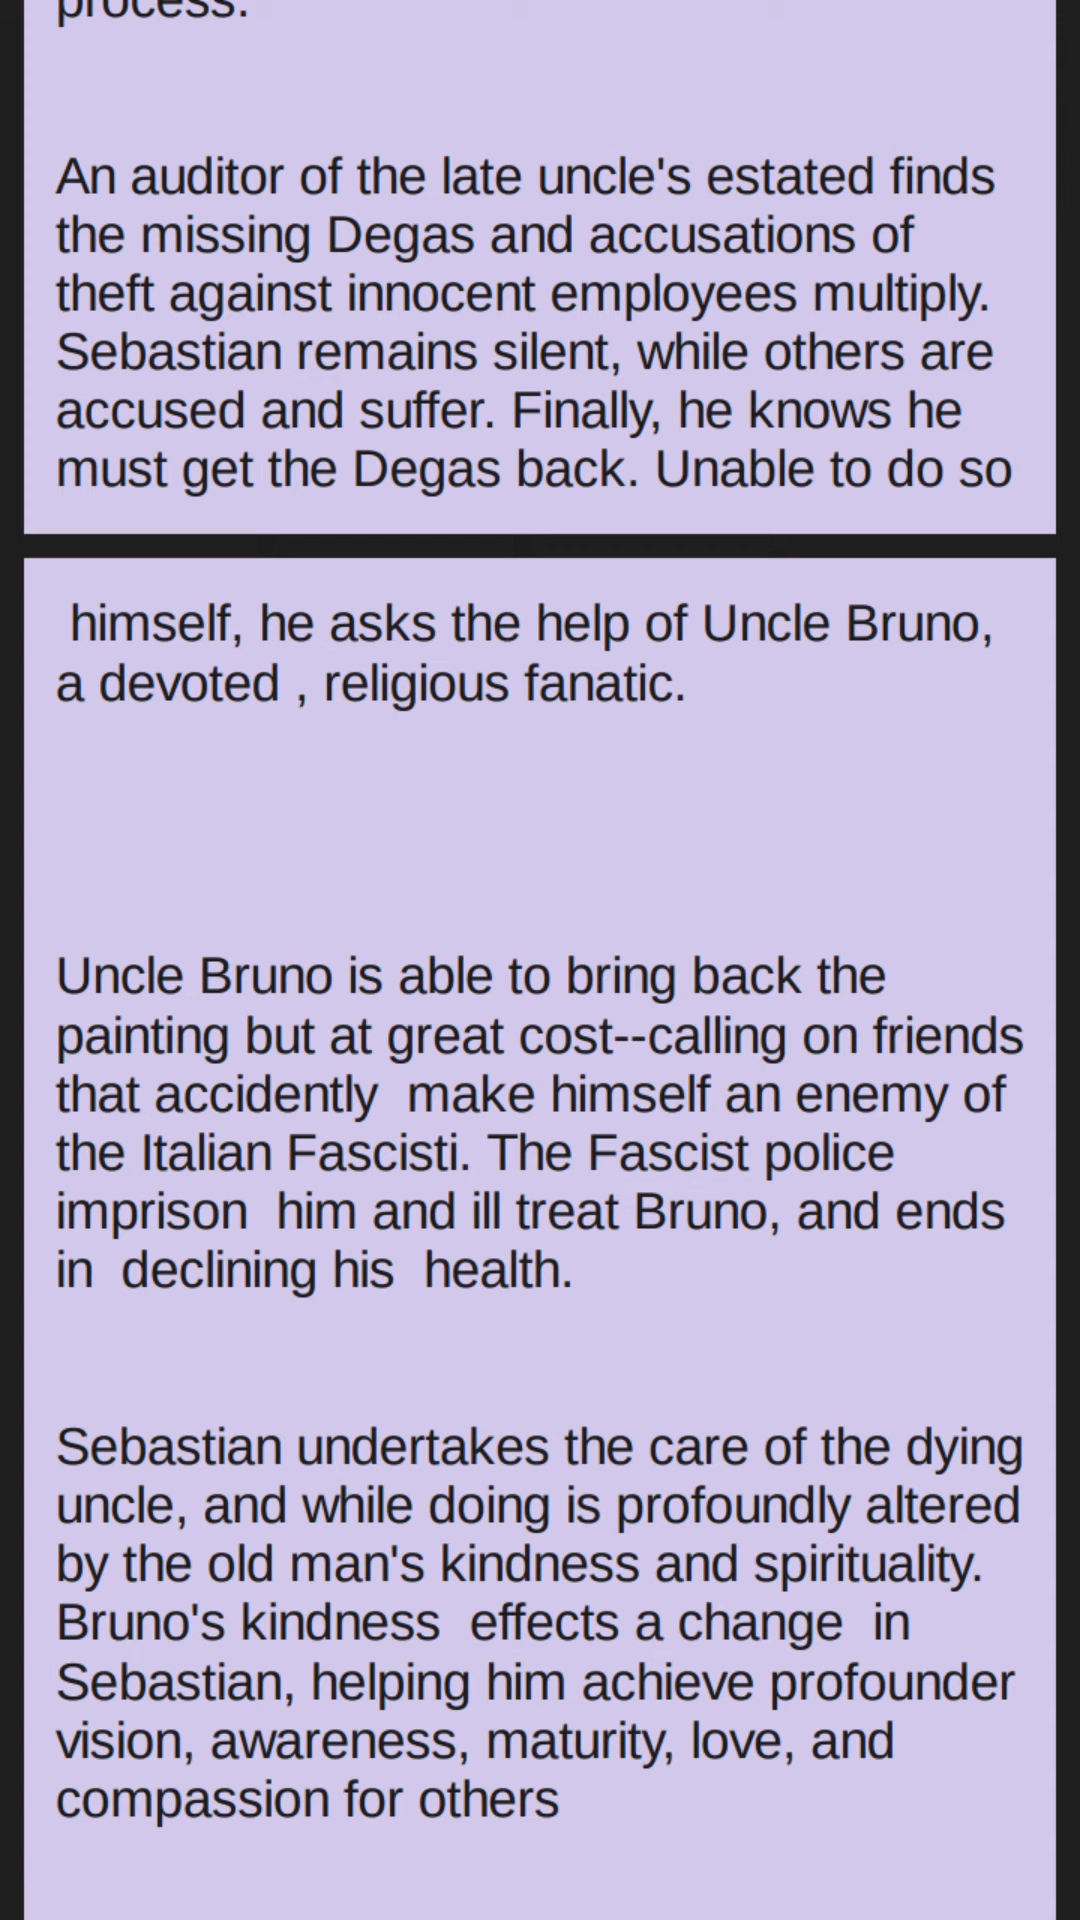 process.
An auditor of the late uncle's estated finds
the missing Degas and accusations of
theft against innocent employees multiply.
Sebastian remains silent, while others are
accused and suffer. Finally, he knows he
must get the Degas back. Unable to do so
himself, he asks the help of Uncle Bruno,
a devoted , religious fanatic.
Uncle Bruno is able to bring back the
painting but at great cost--calling on friends
that accidently  make himself an enemy of
the Italian Fascisti. The Fascist police
imprison  him and ill treat Bruno, and ends
in  declining his  health.
Sebastian undertakes the care of the dying
uncle, and while doing is profoundly altered
by the old man's kindness and spirituality.
Bruno's kindness  effects a change  in
Sebastian, helping him achieve profounder
vision, awareness, maturity, love, and
compassion for others